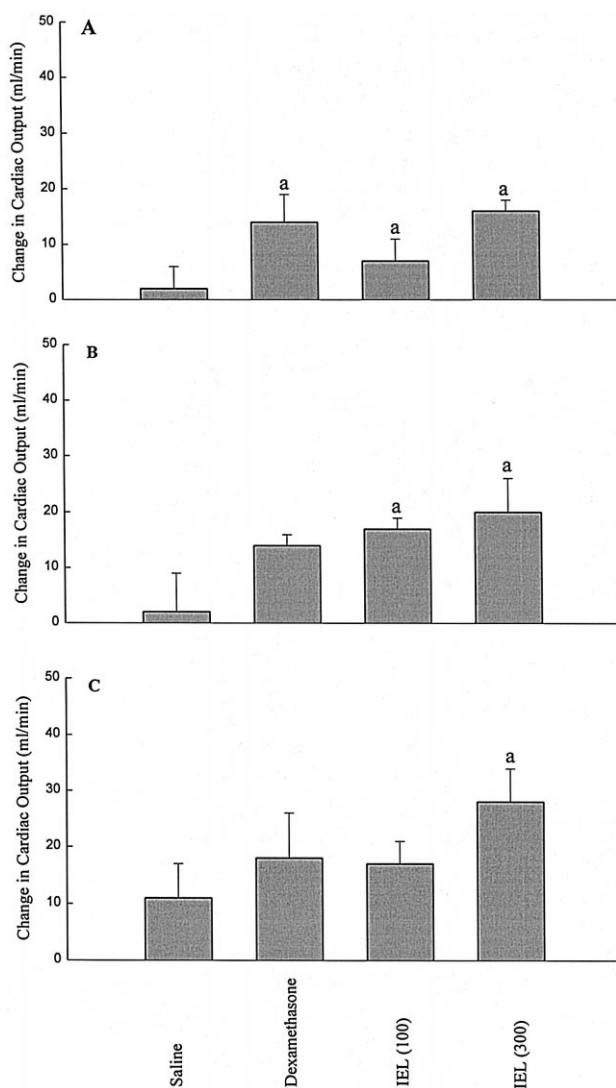 A
Change in Cardiac Output (ml/min)
50
40
30
20
10
0
a
a
a
B
Change in Cardiac Output (ml/min)
50
40
30
20
10
0
a
a
C
Change in Cardiac Output (ml/min)
50
40
30
20
10
0
a
Saline
Dexamethasone
IEL (100)
IEL (300)